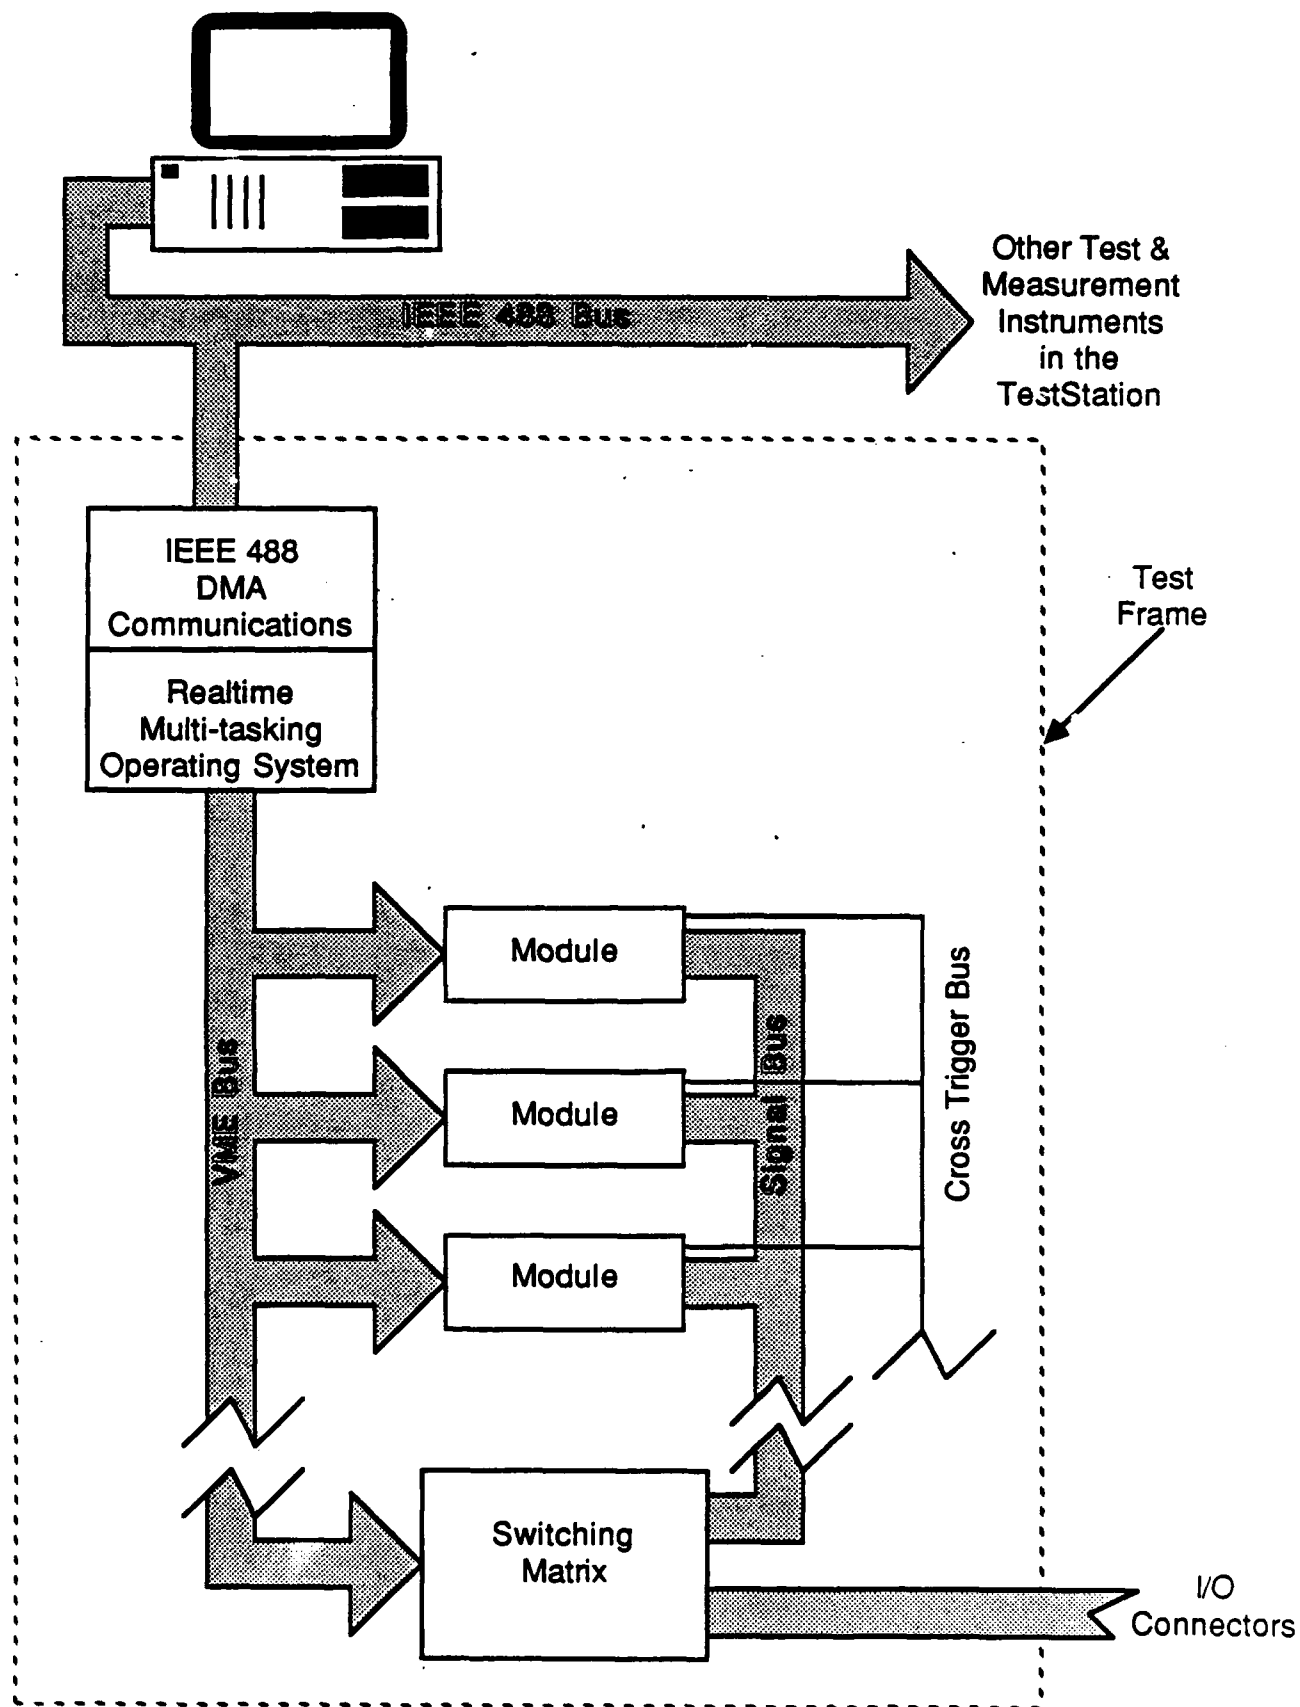 Other Test &
Measurement
Instruments
in the
TestStation
IEEE 488 Bus
IEEE 488
DMA
Communications
Realtime
Multi-tasking
Operating System
Test
Frame
Module
Module
Module
VME Bus
Signal Bus
Cross Trigger Bus
Switching
Matrix
I/O
Connectors